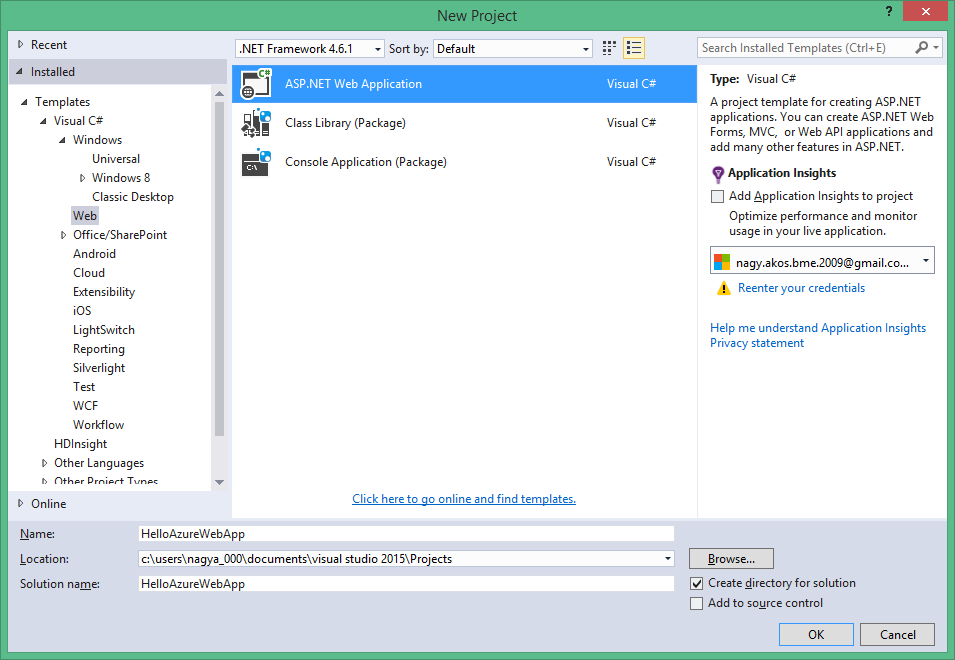 New Project
?
Recent
Installed
Templates
Visual C#
Windows
Universal
Windows 8
Classic Desktop
Web
Office/SharePoint
Android
Cloud
Extensibility
iOS
LightSwitch
Reporting
Silverlight
Test
WCF
Workflow
HDInsight
Other Languages
Other Project Types
Online
.NET Framework 4.6.1
Sort by:
Default
Search Installed Templates (Ctrl+E)
C#
ASP.NET Web Application
Visual C#
Class Library (Package)
Visual C#
C:\
Console Application (Package)
Visual C#
Click here to go online and find templates.
Type: Visual C#
A project template for creating ASP.NET
applications. You can create ASP.NET Web
Forms, MVC, or Web API applications and
add many other features in ASP.NET.
Application Insights
Add Application Insights to project
Optimize performance and monitor
usage in your live application.
nagy.akos.bme.2009@gmail.co...
Reenter your credentials
Help me understand Application Insights
Privacy statement
Name:
HelloAzureWebApp
Location:
c:\users\nagya_000\documents\visual studio 2015\Projects
Browse...
Solution name:
HelloAzureWebApp
Create directory for solution
Add to source control
OK
Cancel